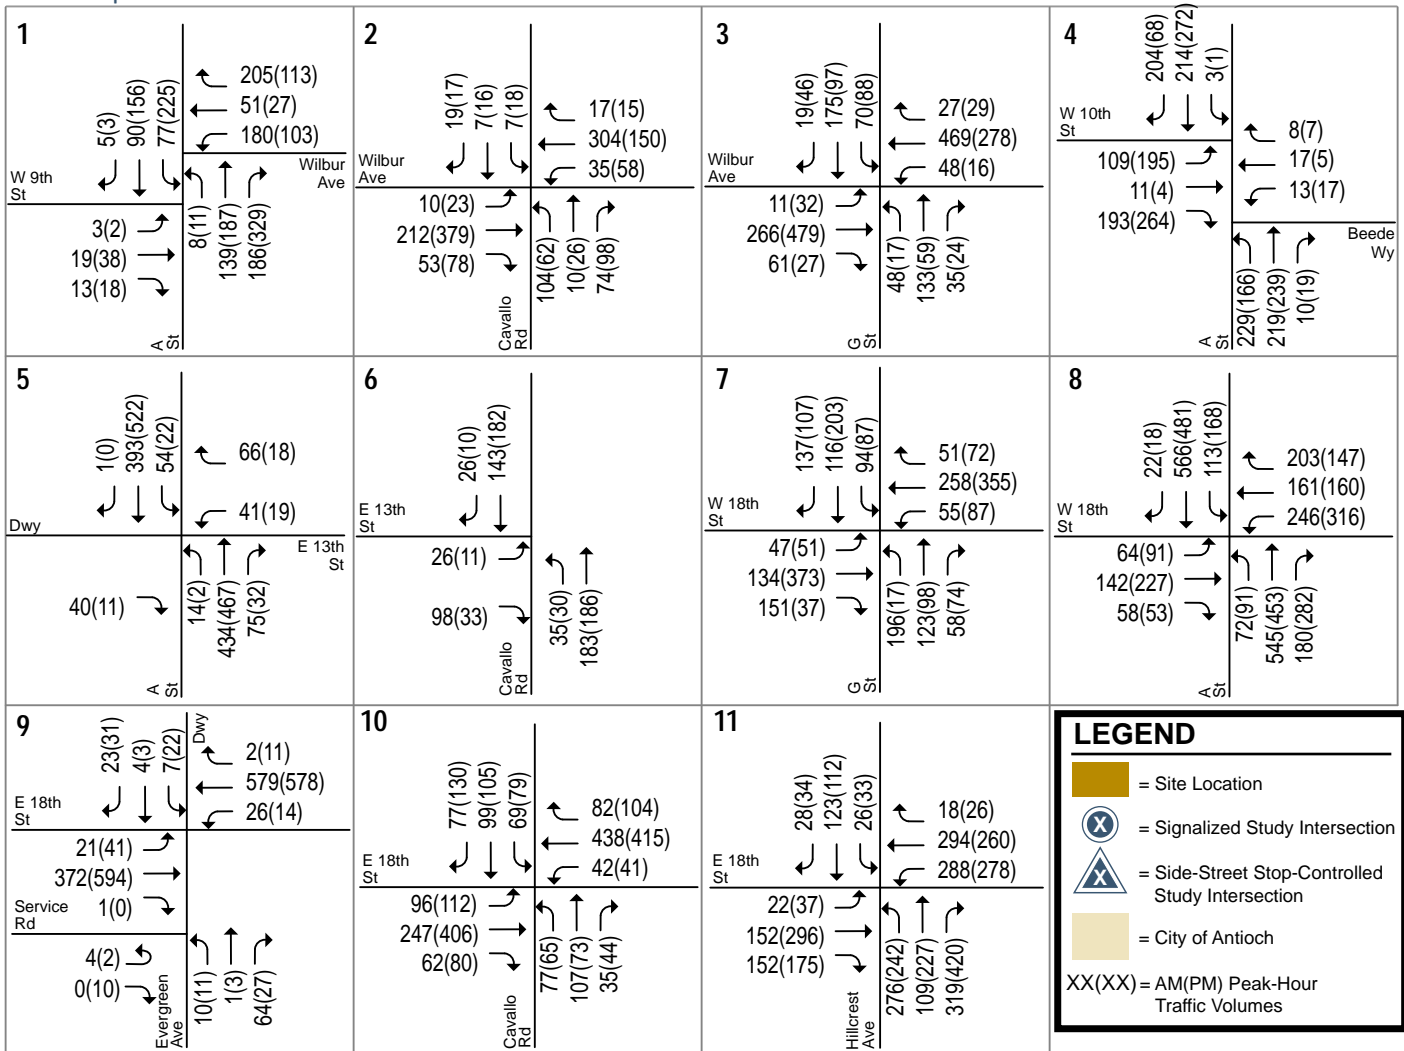 1
5(3)
90(156)
77(225)
205(113)
51(27)
180(103)
Wilbur
Ave
W 9th
St
3(2)
19(38)
13(18)
8(11)
139(187)
186(329)
A
St
2
19(17)
7(16)
7(18)
17(15)
304(150)
35(58)
Wilbur
Ave
10(23)
212(379)
53(78)
104(62)
10(26)
74(98)
Cavallo
Rd
3
19(46)
175(97)
70(88)
27(29)
469(278)
48(16)
Wilbur
Ave
11(32)
266(479)
61(27)
48(17)
133(59)
35(24)
G
St
4
204(68)
214(272)
3(1)
W 10th
St
8(7)
17(5)
13(17)
109(195)
11(4)
193(264)
Beede
Wy
229(166)
219(239)
10(19)
A
St
5
1(0)
393(522)
54(22)
66(18)
41(19)
Dwy
E 13th
St
40(11)
14(2)
434(467)
75(32)
A
St
6
26(10)
143(182)
E 13th
St
26(11)
98(33)
35(30)
183(186)
Cavallo
Rd
7
137(107)
116(203)
94(87)
51(72)
258(355)
55(87)
W 18th
St
47(51)
134(373)
151(37)
196(17)
123(98)
58(74)
G
St
8
22(18)
566(481)
113(168)
203(147)
161(160)
246(316)
W 18th
St
64(91)
142(227)
58(53)
72(91)
545(453)
180(282)
A
St
9
23(31)
4(3)
7(22)
Dwy
2(11)
579(578)
26(14)
E 18th
St
21(41)
372(594)
1(0)
Service
Rd
4(2)
0(10)
10(11)
1(3)
64(27)
Evergreen
Ave
10
77(130)
99(105)
69(79)
82(104)
438(415)
42(41)
E 18th
St
96(112)
247(406)
62(80)
77(65)
107(73)
35(44)
Cavallo
Rd
11
28(34)
123(112)
26(33)
18(26)
294(260)
288(278)
E 18th
St
22(37)
152(296)
152(175)
276(242)
109(227)
319(420)
Hillcrest
Ave
LEGEND
= Site Location
X = Signalized Study Intersection
X = Side-Street Stop-Controlled
Study Intersection
= City of Antioch
XX(XX) = AM(PM) Peak-Hour
Traffic Volumes